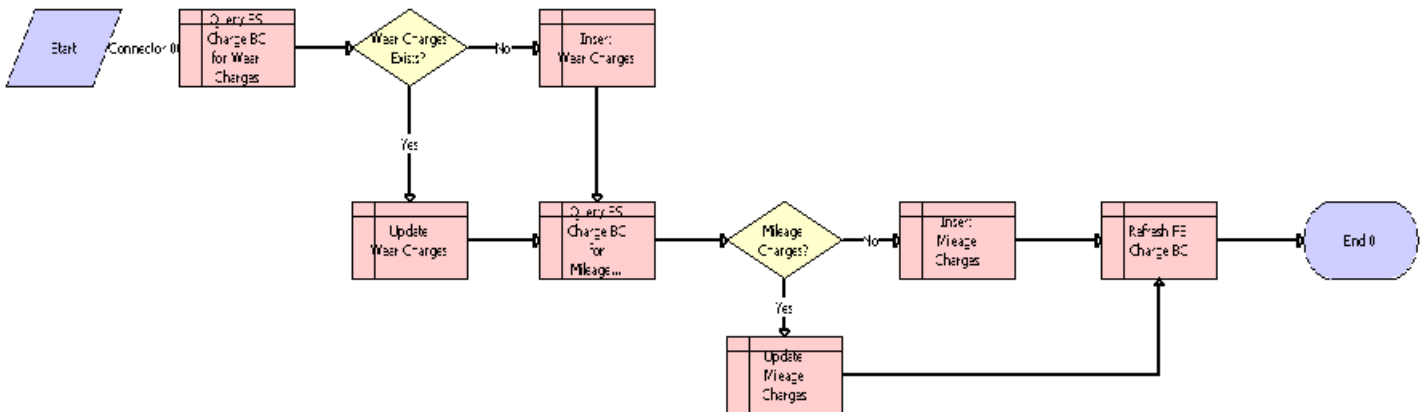 Start
Connector 0
Query FS
Charge BC
for Wear
Charges
Wear Charges
Exists?
No
Insert
Wear Charges
Yes
Update
Wear Charges
Query FS
Charge BC
for
Mileage...
Mileage
Charges?
No
Insert
Mileage
Charges
Refresh FS
Charge BC
End 0
Yes
Update
Mileage
Charges